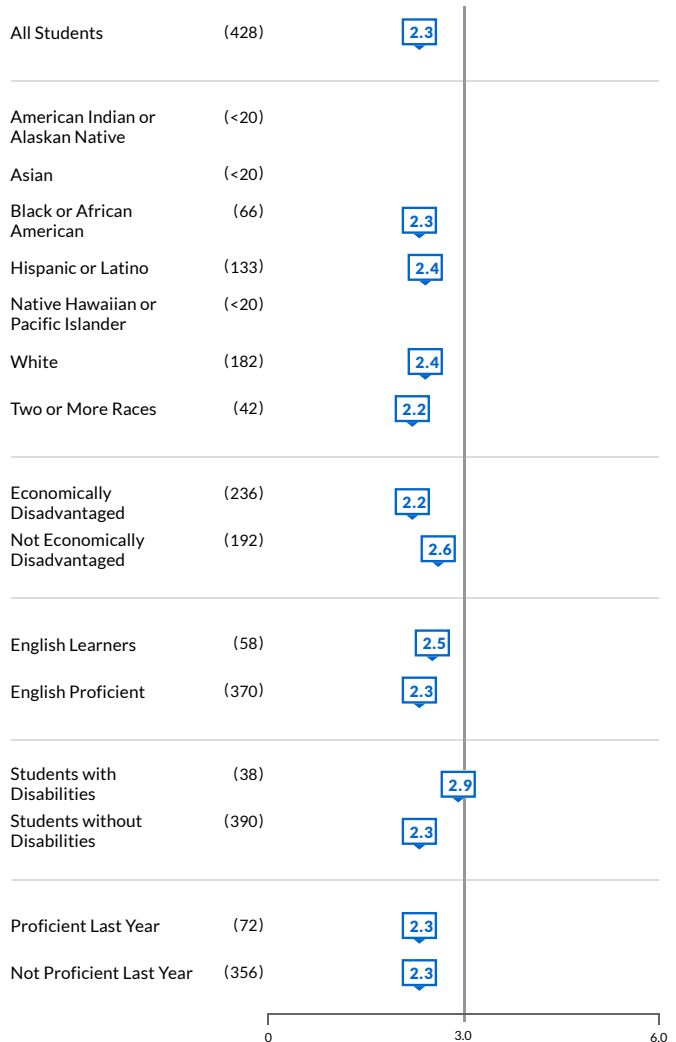 All Students (428) 2.3
American Indian or (<20)
Alaskan Native
Asian (<20)
Black or African (66) 2.3
American
Hispanic or Latino (133) 2.4
Native Hawaiian or (<20)
Pacific Islander
White (182) 2.4
Two or More Races (42) 2.2
Economically (236) 2.2
Disadvantaged
Not Economically (192) 2.6
Disadvantaged
English Learners (58) 2.5
English Proficient (370) 2.3
Students with (38) 2.9
Disabilities
Students without (390) 2.3
Disabilities
Proficient Last Year (72) 2.3
Not Proficient Last Year (356) 2.3
0 3.0 6.0